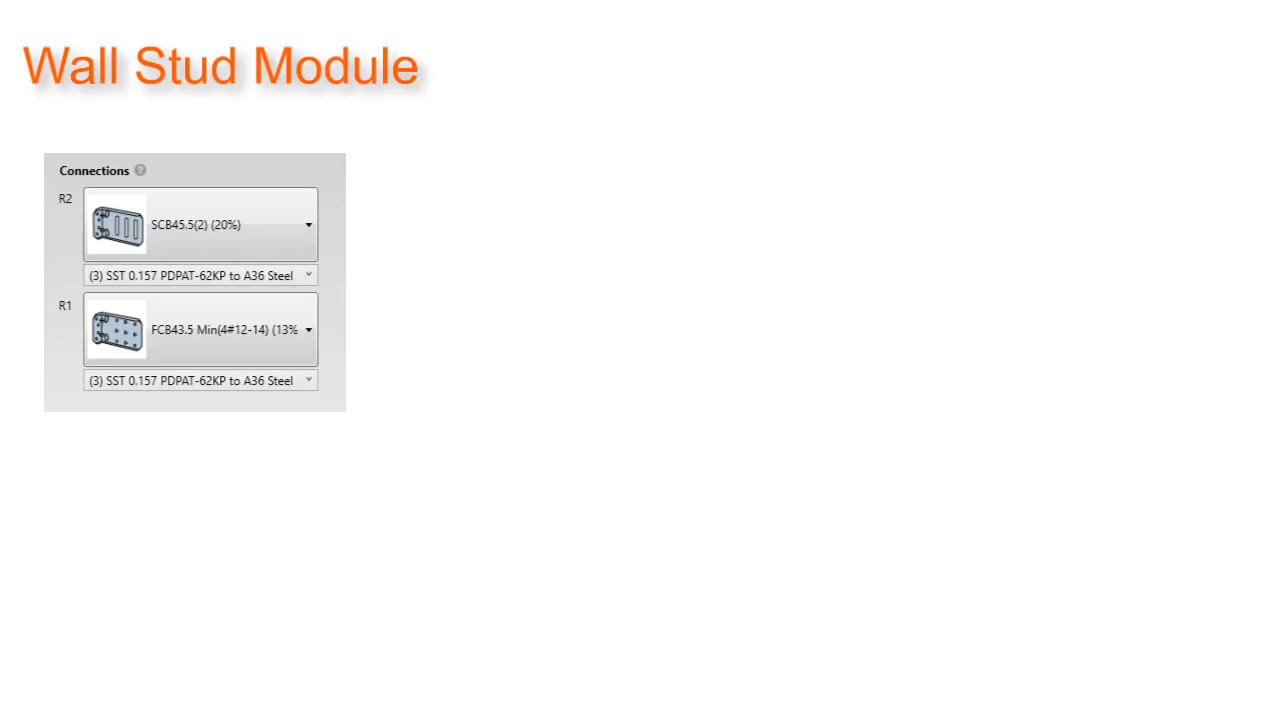 Wall Stud Module
Connections ?
R2
SCB45.5(2) (20%)
(3) SST 0.157 PDPAT-62KP to A36 Steel
R1
FCB43.5 Min(4#12-14) (13%
(3) SST 0.157 PDPAT-62KP to A36 Steel